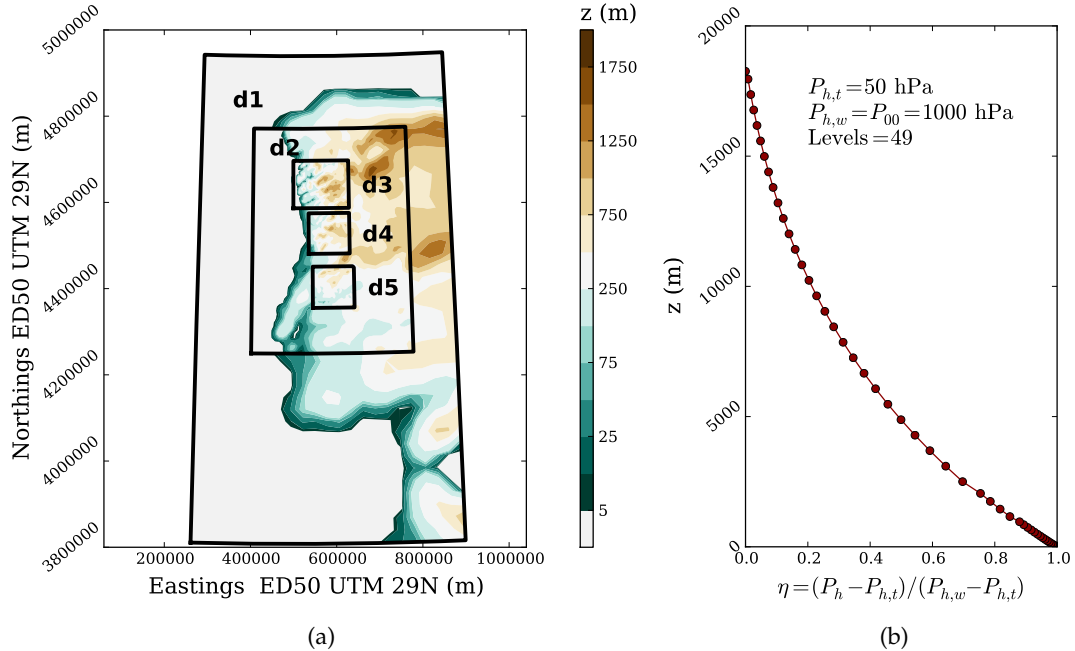 z (m)
5000000
4800000
4600000
4400000
4200000
4000000
3800000
Northings ED50 UTM 29N (m)
d1
d2
d3
d4
d5
200000 400000 600000 800000 1000000
Eastings ED50 UTM 29N (m)
1750
1250
750
250
75
25
5
(a)
20000
15000
10000
5000
0
z (m)
P_{h,t}=50 hPa
P_{h,w}=P_{00}=1000 hPa
Levels=49
0.0 0.2 0.4 0.6 0.8 1.0
η=(P_h−P_{h,t})/(P_{h,w}−P_{h,t})
(b)